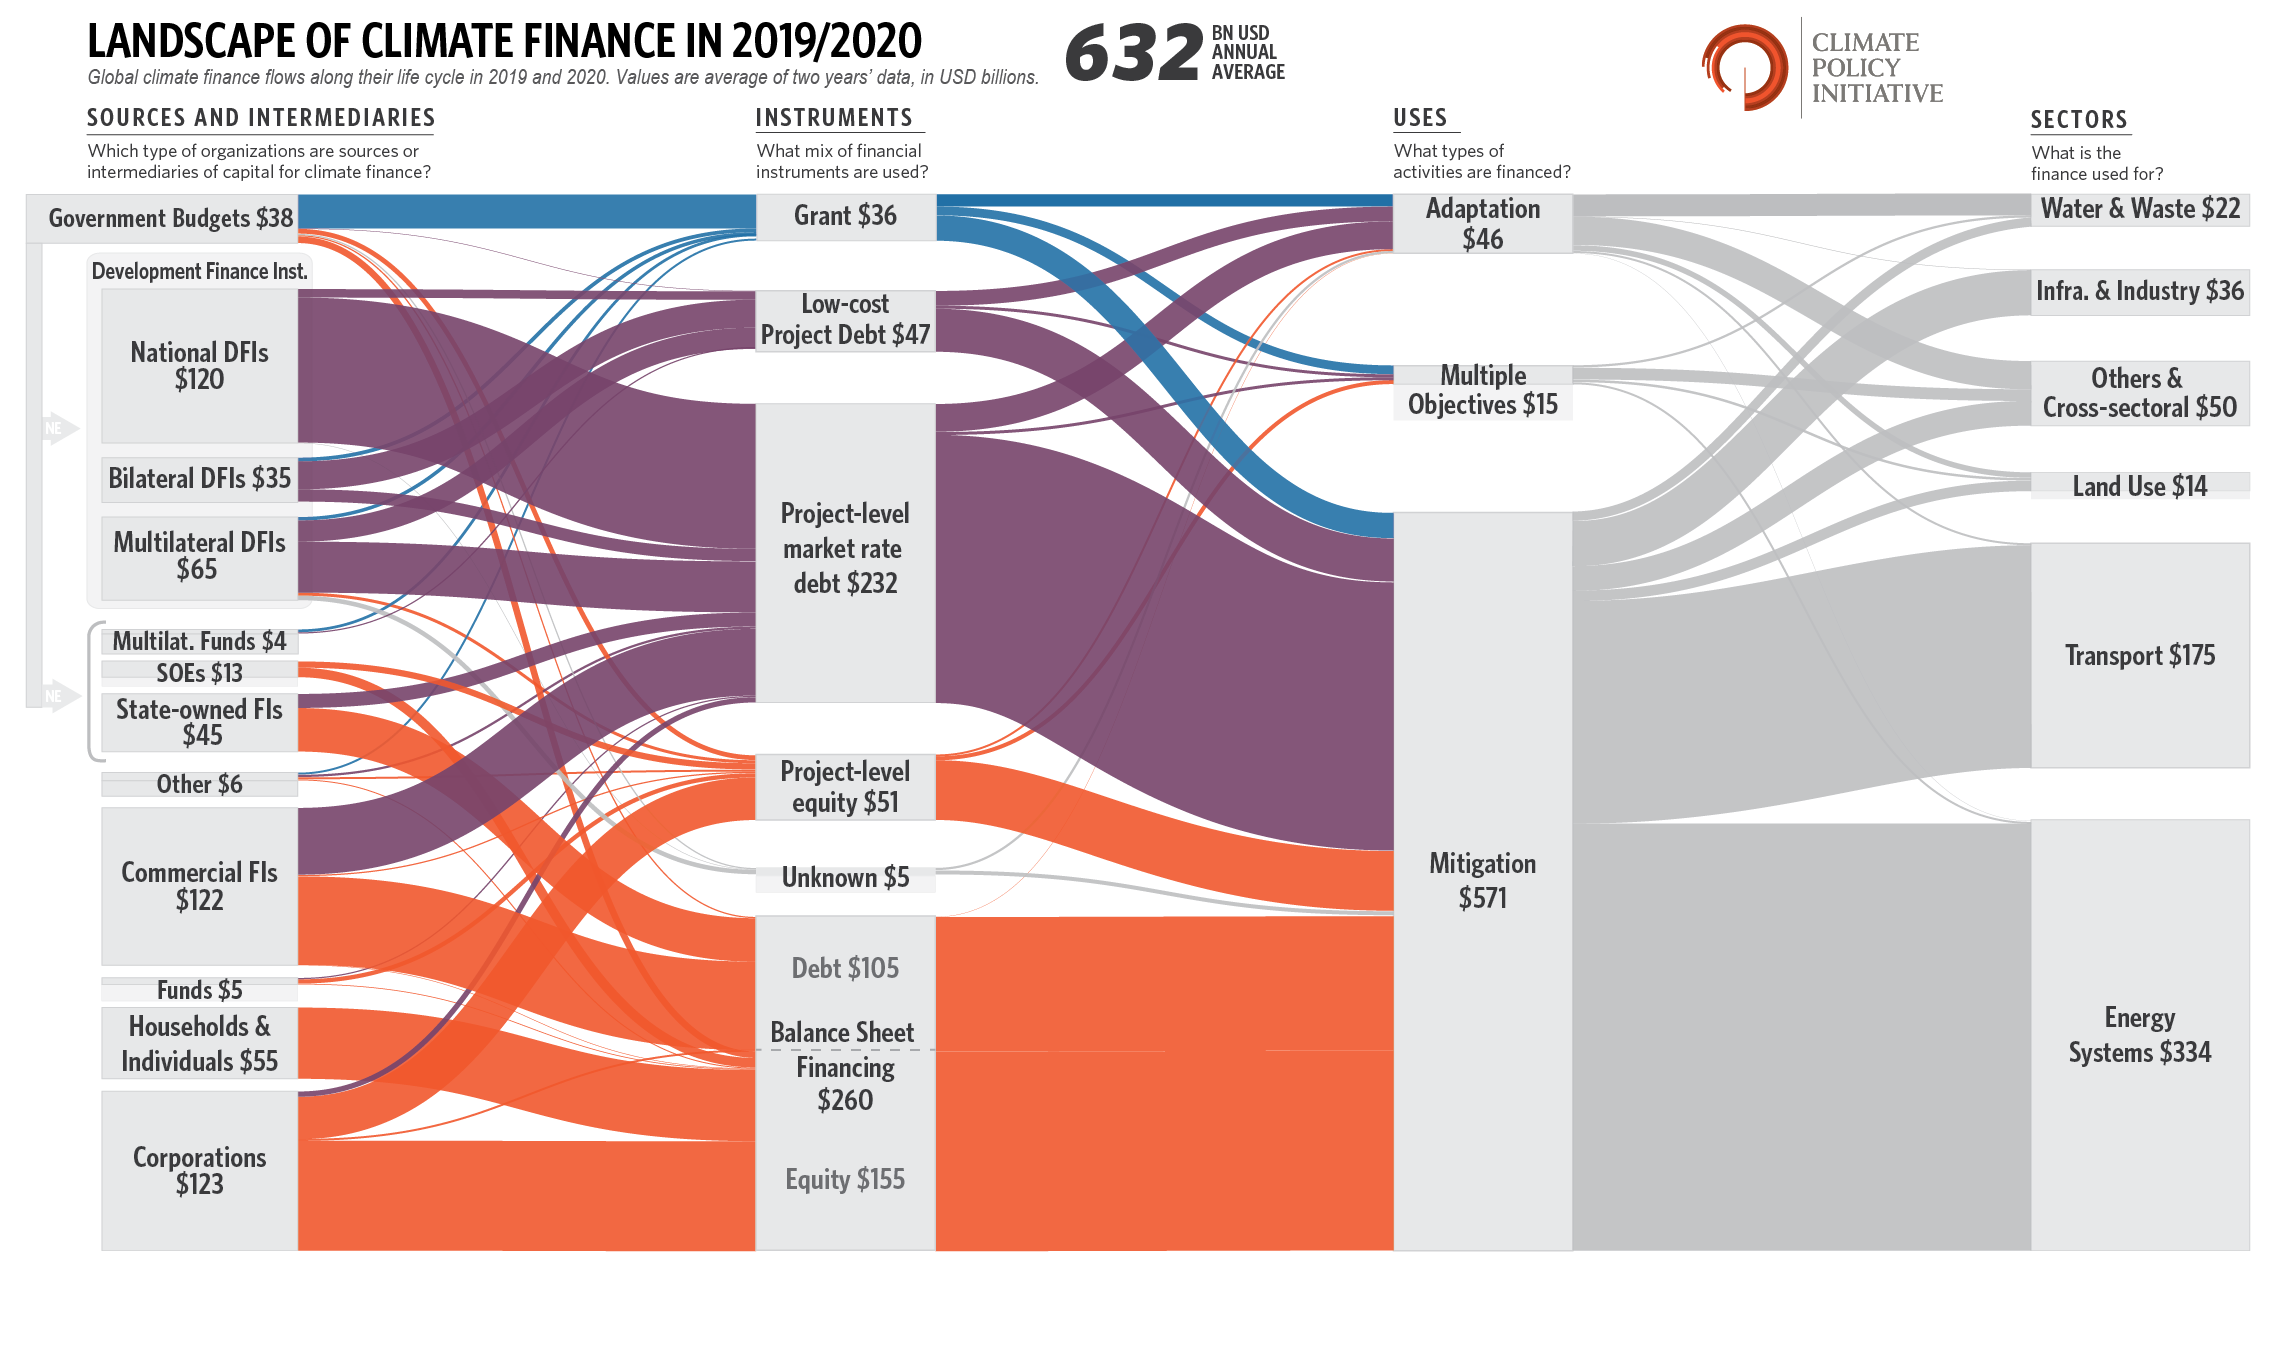 LANDSCAPE OF CLIMATE FINANCE IN 2019/2020
Global climate finance flows along their life cycle in 2019 and 2020. Values are average of two years' data, in USD billions.
632
BN USD
ANNUAL
AVERAGE
CLIMATE
POLICY
INITIATIVE
SOURCES AND INTERMEDIARIES
Which type of organizations are sources or
intermediaries of capital for climate finance?
Government Budgets $38
Development Finance Inst.
National DFIs
$120
NE
Bilateral DFIs $35
Multilateral DFIs
$65
Multilat. Funds $4
SOEs $13
NE
State-owned FIs
$45
Other $6
Commercial FIs
$122
Funds $5
Households &
Individuals $55
Corporations
$123
INSTRUMENTS
What mix of financial
instruments are used?
Grant $36
Low-cost
Project Debt $47
Project-level
market rate
debt $232
Project-level
equity $51
Unknown $5
Debt $105
Balance Sheet
Financing
$260
Equity $155
USES
What types of
activities are financed?
Adaptation
$46
Multiple
Objectives $15
Mitigation
$571
SECTORS
What is the
finance used for?
Water & Waste $22
Infra. & Industry $36
Others &
Cross-sectoral $50
Land Use $14
Transport $175
Energy
Systems $334